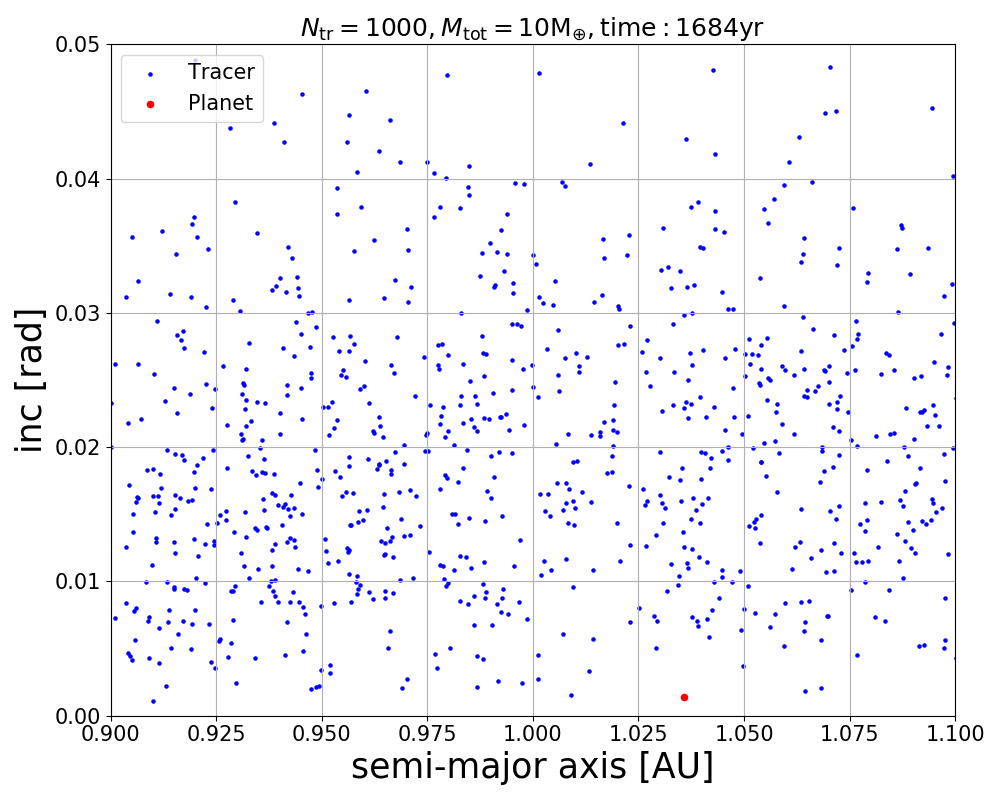 N_tr = 1000, M_tot = 10M_⊕, time : 1684yr
0.05
Tracer
Planet
0.04
0.03
inc [rad]
0.02
0.01
0.00
0.900 0.925 0.950 0.975 1.000 1.025 1.050 1.075 1.100
semi-major axis [AU]